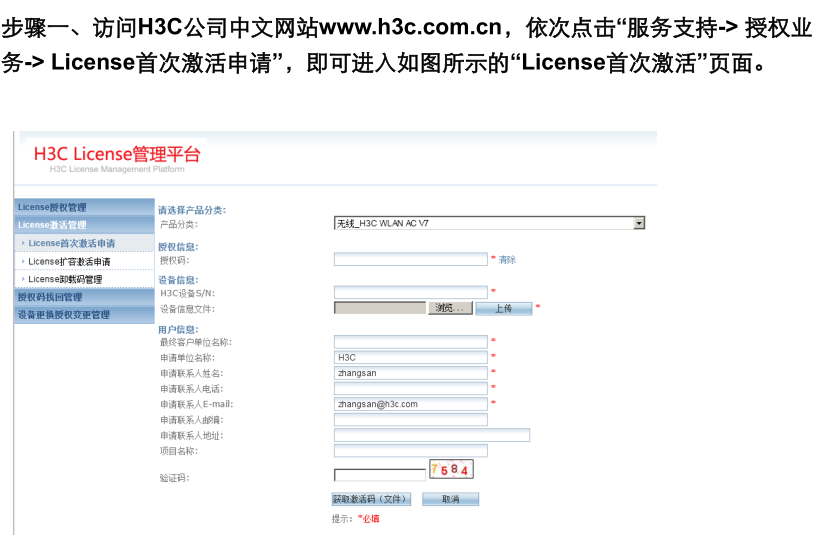 步骤一、访问H3C公司中文网站www.h3c.com.cn，依次点击“服务支持-> 授权业
务-> License首次激活申请”，即可进入如图所示的“License首次激活”页面。
H3C License管理平台
H3C License Management Platform
License授权管理
License激活管理
License首次激活申请
License扩容激活申请
License卸载码管理
授权码找回管理
设备更换授权变更管理
请选择产品分类:
产品分类: 无线_H3C WLAN AC V7
授权信息:
授权码: * 清除
设备信息:
H3C设备S/N: *
设备信息文件: 浏览... 上传 *
用户信息:
最终客户单位名称: *
申请单位名称: H3C *
申请联系人姓名: zhangsan *
申请联系人电话: *
申请联系人E-mail: zhangsan@h3c.com *
申请联系人邮编:
申请联系人地址:
项目名称:
验证码: 7584
获取激活码（文件） 取消
提示: *必填